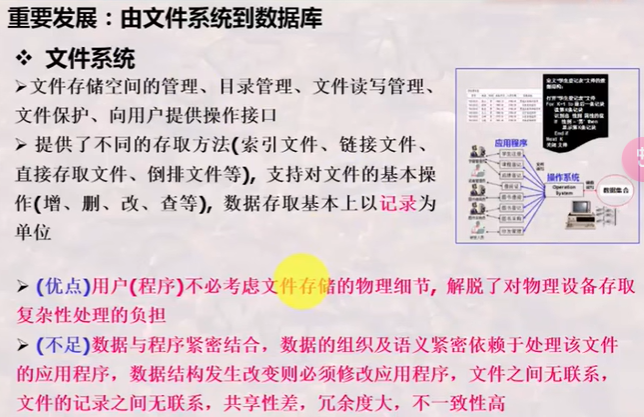 重要发展：由文件系统到数据库
❖ 文件系统
➢文件存储空间的管理、目录管理、文件读写管理、
文件保护、向用户提供操作接口
➢ 提供了不同的存取方法(索引文件、链接文件、
直接存取文件、倒排文件等), 支持对文件的基本操
作(增、删、改、查等), 数据存取基本上以记录为
单位
➢ (优点)用户(程序)不必考虑文件存储的物理细节, 解脱了对物理设备存取
复杂性处理的负担
➢ (不足)数据与程序紧密结合，数据的组织及语义紧密依赖于处理该文件
的应用程序，数据结构发生改变则必须修改应用程序，文件之间无联系，
文件的记录之间无联系，共享性差，冗余度大，不一致性高
应用程序
操作系统
Operation
System
数据集合